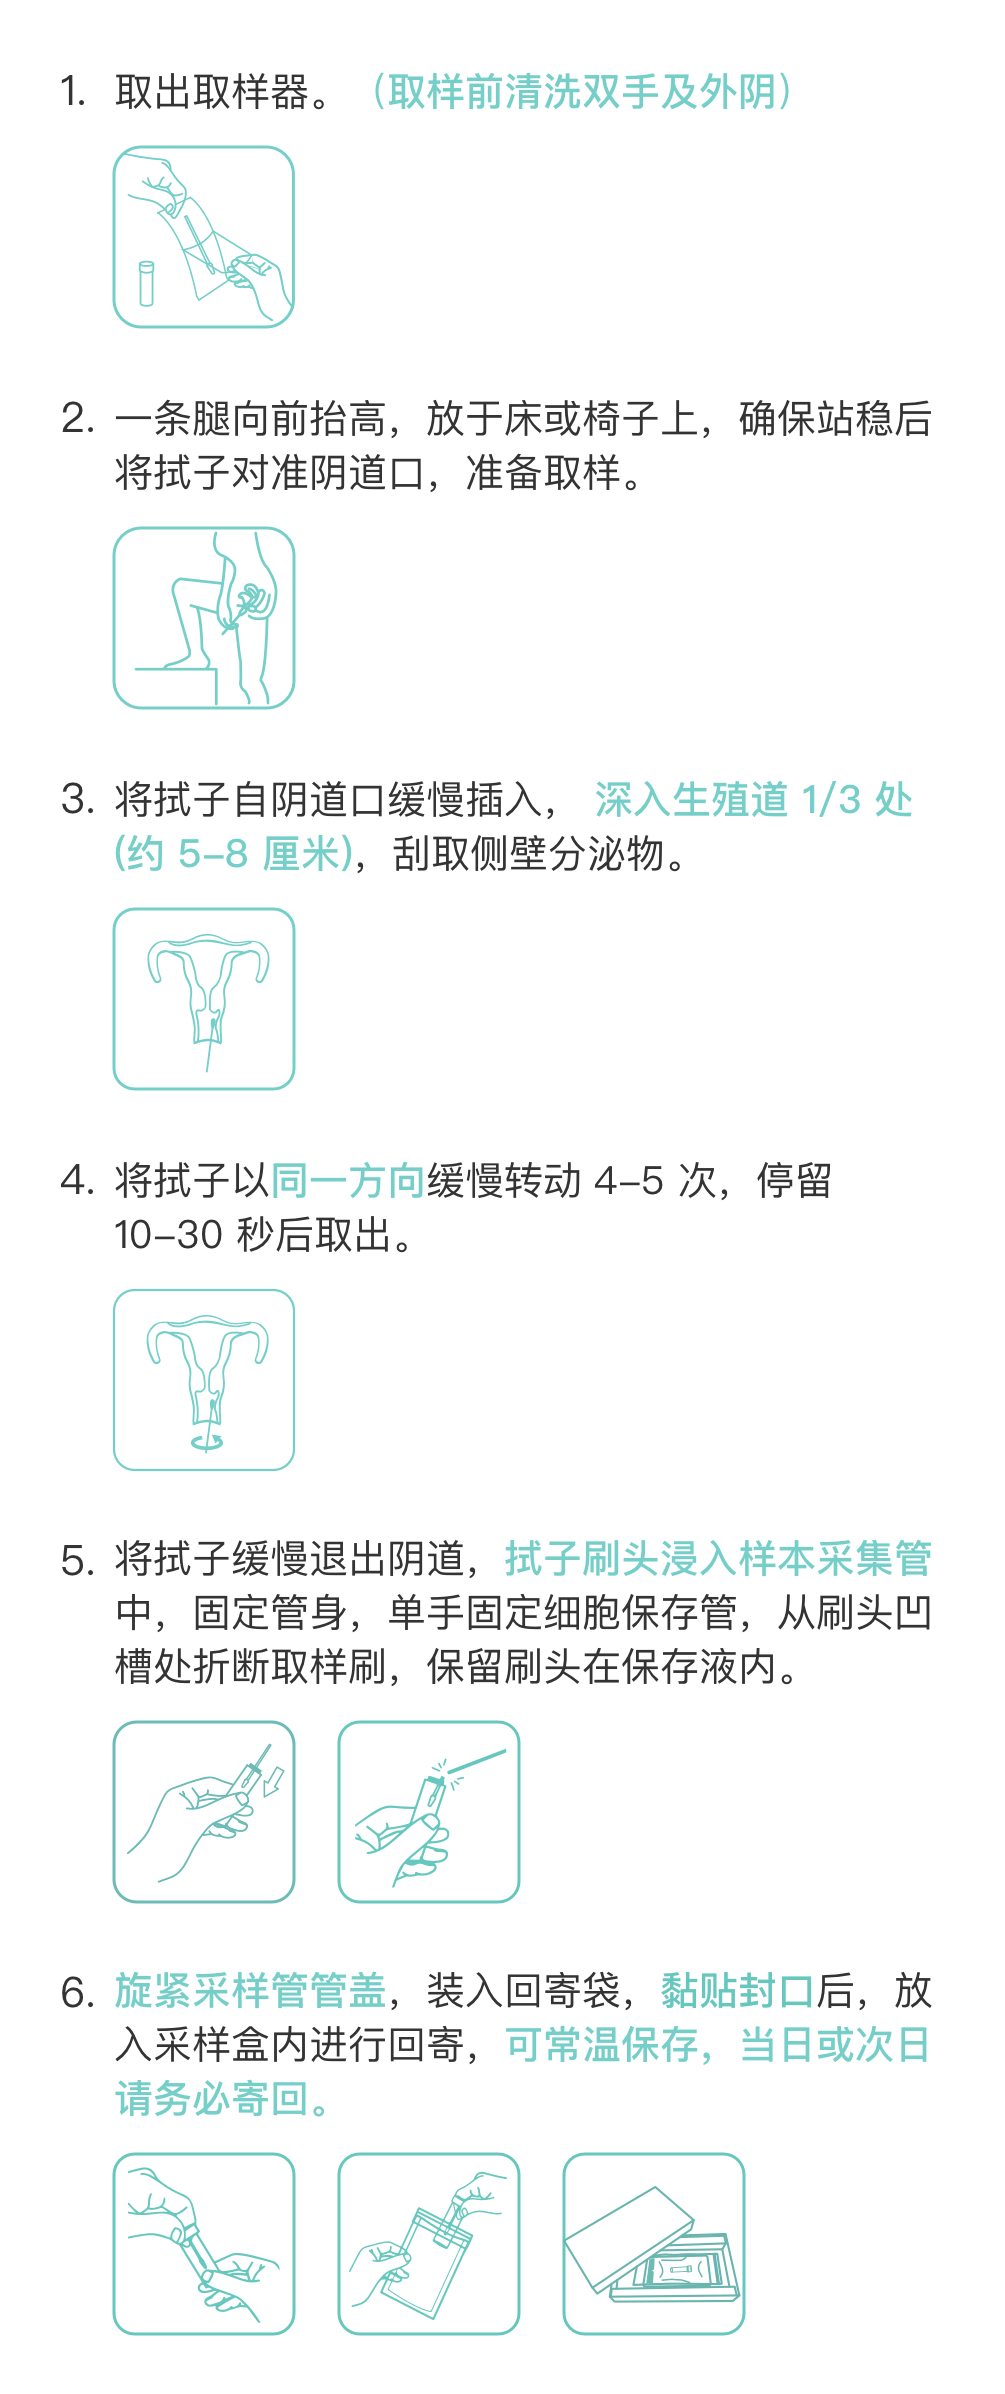 1. 取出取样器。（取样前清洗双手及外阴）
2. 一条腿向前抬高，放于床或椅子上，确保站稳后
将拭子对准阴道口，准备取样。
3. 将拭子自阴道口缓慢插入， 深入生殖道 1/3 处
(约 5–8 厘米)，刮取侧壁分泌物。
4. 将拭子以同一方向缓慢转动 4–5 次，停留
10–30 秒后取出。
5. 将拭子缓慢退出阴道，拭子刷头浸入样本采集管
中，固定管身，单手固定细胞保存管，从刷头凹
槽处折断取样刷，保留刷头在保存液内。
6. 旋紧采样管管盖，装入回寄袋，黏贴封口后，放
入采样盒内进行回寄，可常温保存，当日或次日
请务必寄回。